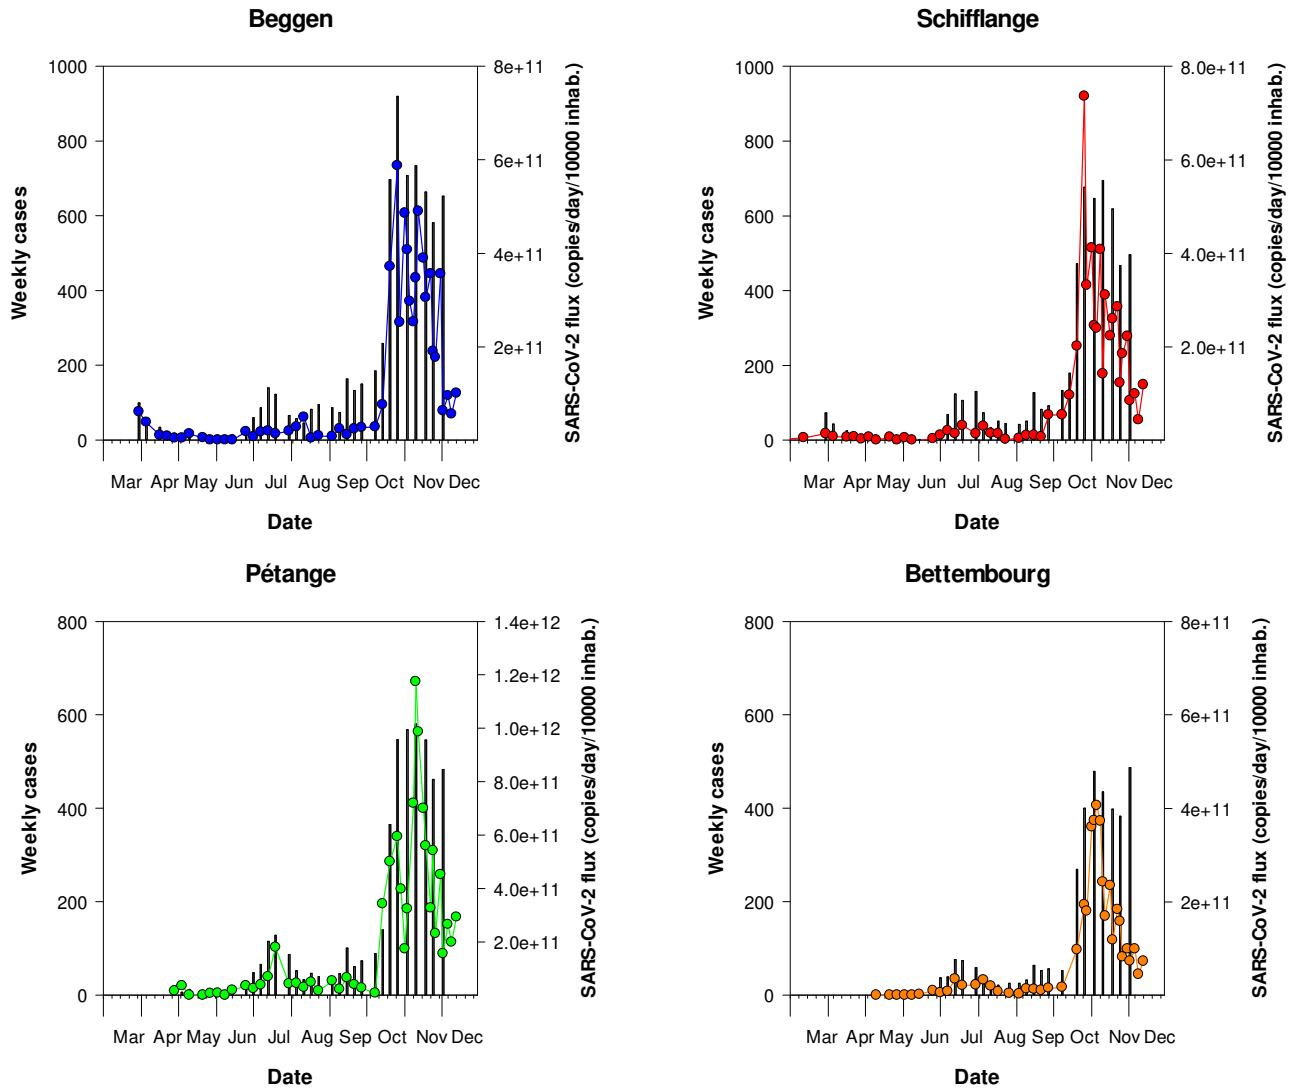 Beggen
1000
800
600
400
200
0
Weekly cases
8e+11
6e+11
4e+11
2e+11
SARS-CoV-2 flux (copies/day/10000 inhab.)
Mar Apr May Jun Jul Aug Sep Oct Nov Dec
Date
Schifflange
1000
800
600
400
200
0
Weekly cases
8.0e+11
6.0e+11
4.0e+11
2.0e+11
SARS-CoV-2 flux (copies/day/10000 inhab.)
Mar Apr May Jun Jul Aug Sep Oct Nov Dec
Date
Pétange
800
600
400
200
0
Weekly cases
1.4e+12
1.2e+12
1.0e+12
8.0e+11
6.0e+11
4.0e+11
2.0e+11
SARS-CoV-2 flux (copies/day/10000 inhab.)
Mar Apr May Jun Jul Aug Sep Oct Nov Dec
Date
Bettembourg
800
600
400
200
0
Weekly cases
8e+11
6e+11
4e+11
2e+11
SARS-CoV-2 flux (copies/day/10000 inhab.)
Mar Apr May Jun Jul Aug Sep Oct Nov Dec
Date